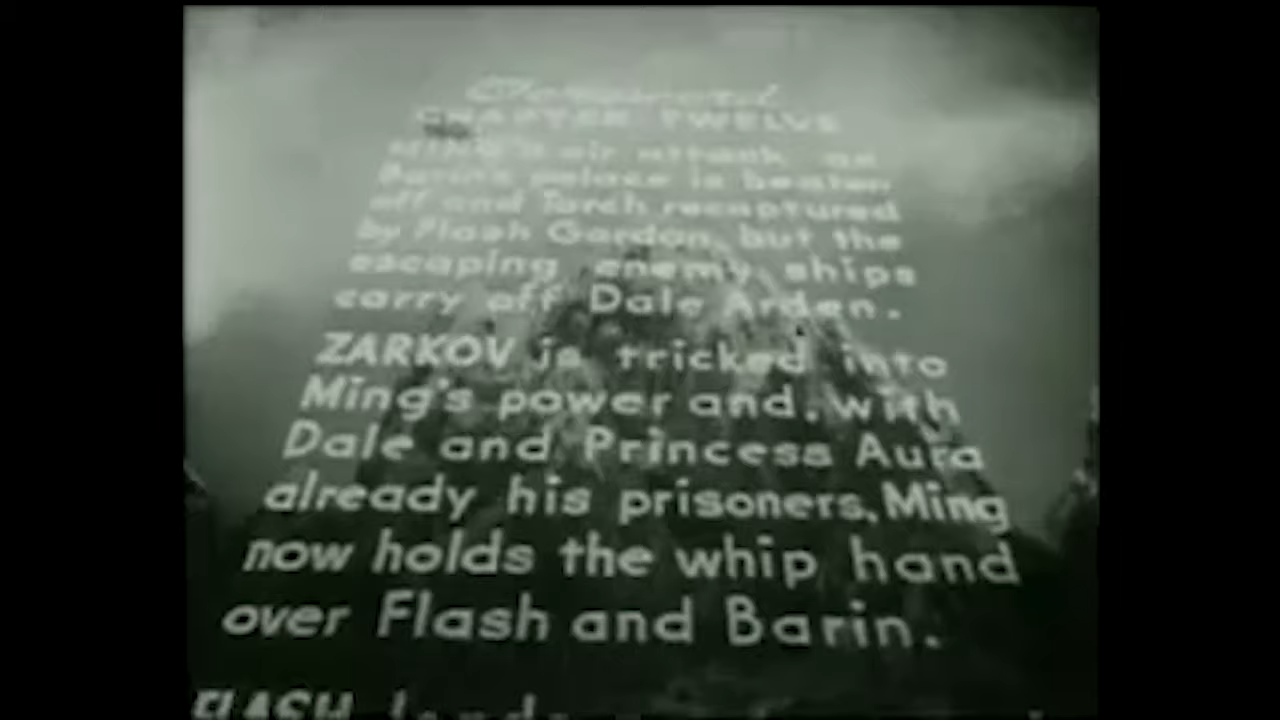 CHAPTER TWELVE
MING'S air attack on
Barin's palace is beaten
off and Torch recaptured
by Flash Gordon, but the
escaping enemy ships
carry off Dale Arden.
ZARKOV is tricked into
Ming's power and, with
Dale and Princess Aura
already his prisoners, Ming
now holds the whip hand
over Flash and Barin.
FLASH